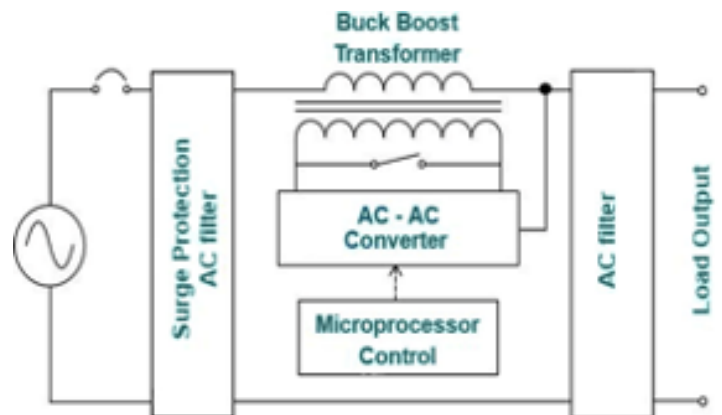 Buck Boost
Transformer
Surge Protection
AC filter
AC - AC
Converter
Microprocessor
Control
AC filter
Load Output